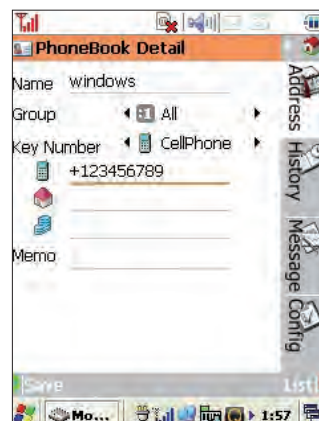 PhoneBook Detail
Name windows
Group All
Key Number CellPhone
+123456789
Memo
Address
History
Message
Config
Save List
Mo... 1:57